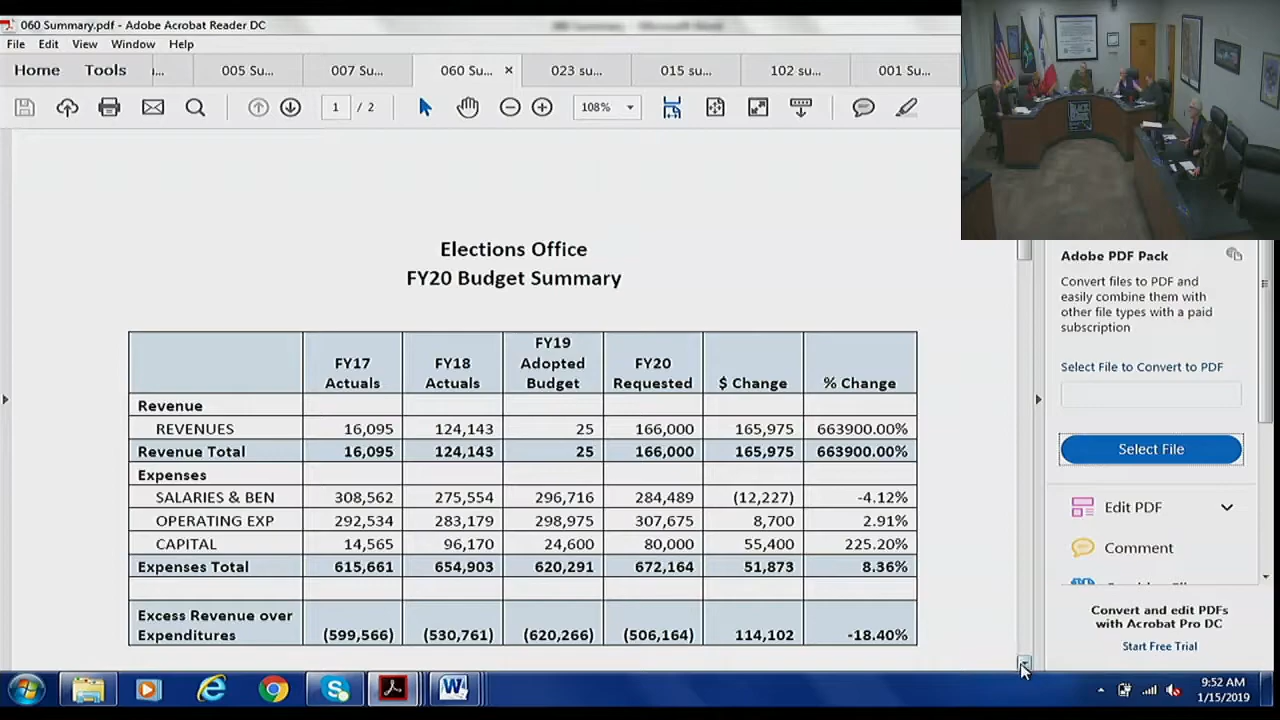 060 Summary.pdf - Adobe Acrobat Reader DC
File Edit View Window Help
Home Tools ı... 005 Su... 007 Su... 060 Su... × 023 su... 015 su... 102 su... 001 Su...
1 / 2 108%
Elections Office
FY20 Budget Summary
FY17 Actuals FY18 Actuals FY19 Adopted Budget FY20 Requested $ Change % Change
Revenue
REVENUES 16,095 124,143 25 166,000 165,975 663900.00%
Revenue Total 16,095 124,143 25 166,000 165,975 663900.00%
Expenses
SALARIES & BEN 308,562 275,554 296,716 284,489 (12,227) -4.12%
OPERATING EXP 292,534 283,179 298,975 307,675 8,700 2.91%
CAPITAL 14,565 96,170 24,600 80,000 55,400 225.20%
Expenses Total 615,661 654,903 620,291 672,164 51,873 8.36%
Excess Revenue over
Expenditures (599,566) (530,761) (620,266) (506,164) 114,102 -18.40%
Adobe PDF Pack
Convert files to PDF and
easily combine them with
other file types with a paid
subscription
Select File to Convert to PDF
Select File
Edit PDF
Comment
Convert and edit PDFs
with Acrobat Pro DC
Start Free Trial
9:52 AM
1/15/2019